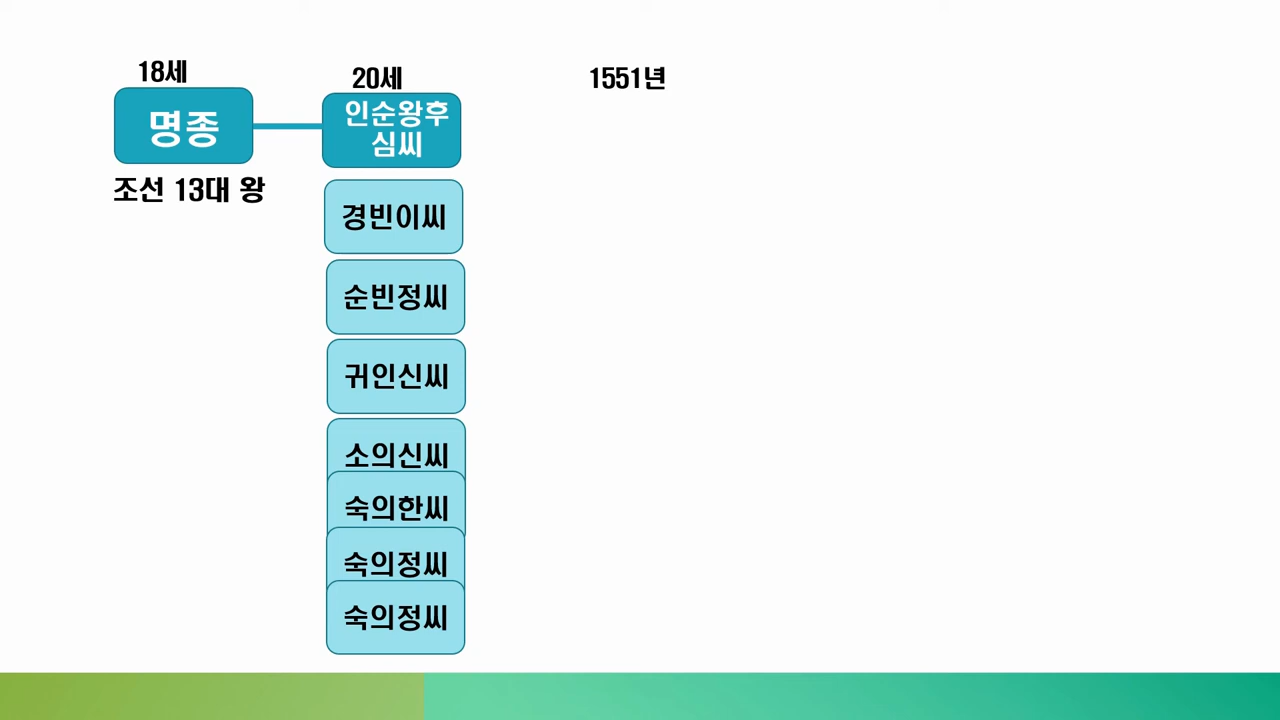 18세
20세
1551년
명종
인순왕후
심씨
조선 13대 왕
경빈이씨
순빈정씨
귀인신씨
소의신씨
숙의한씨
숙의정씨
숙의정씨